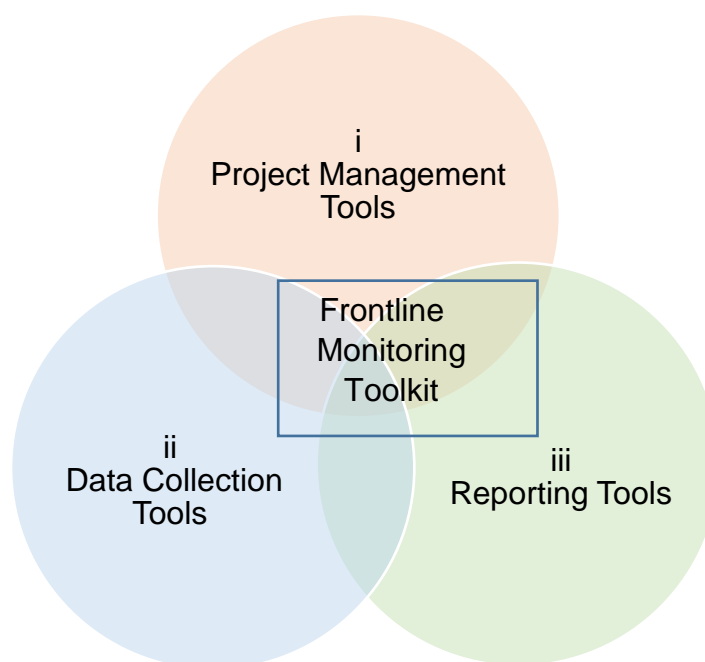 i
Project Management
Tools
Frontline
Monitoring
Toolkit
ii
Data Collection
Tools
iii
Reporting Tools